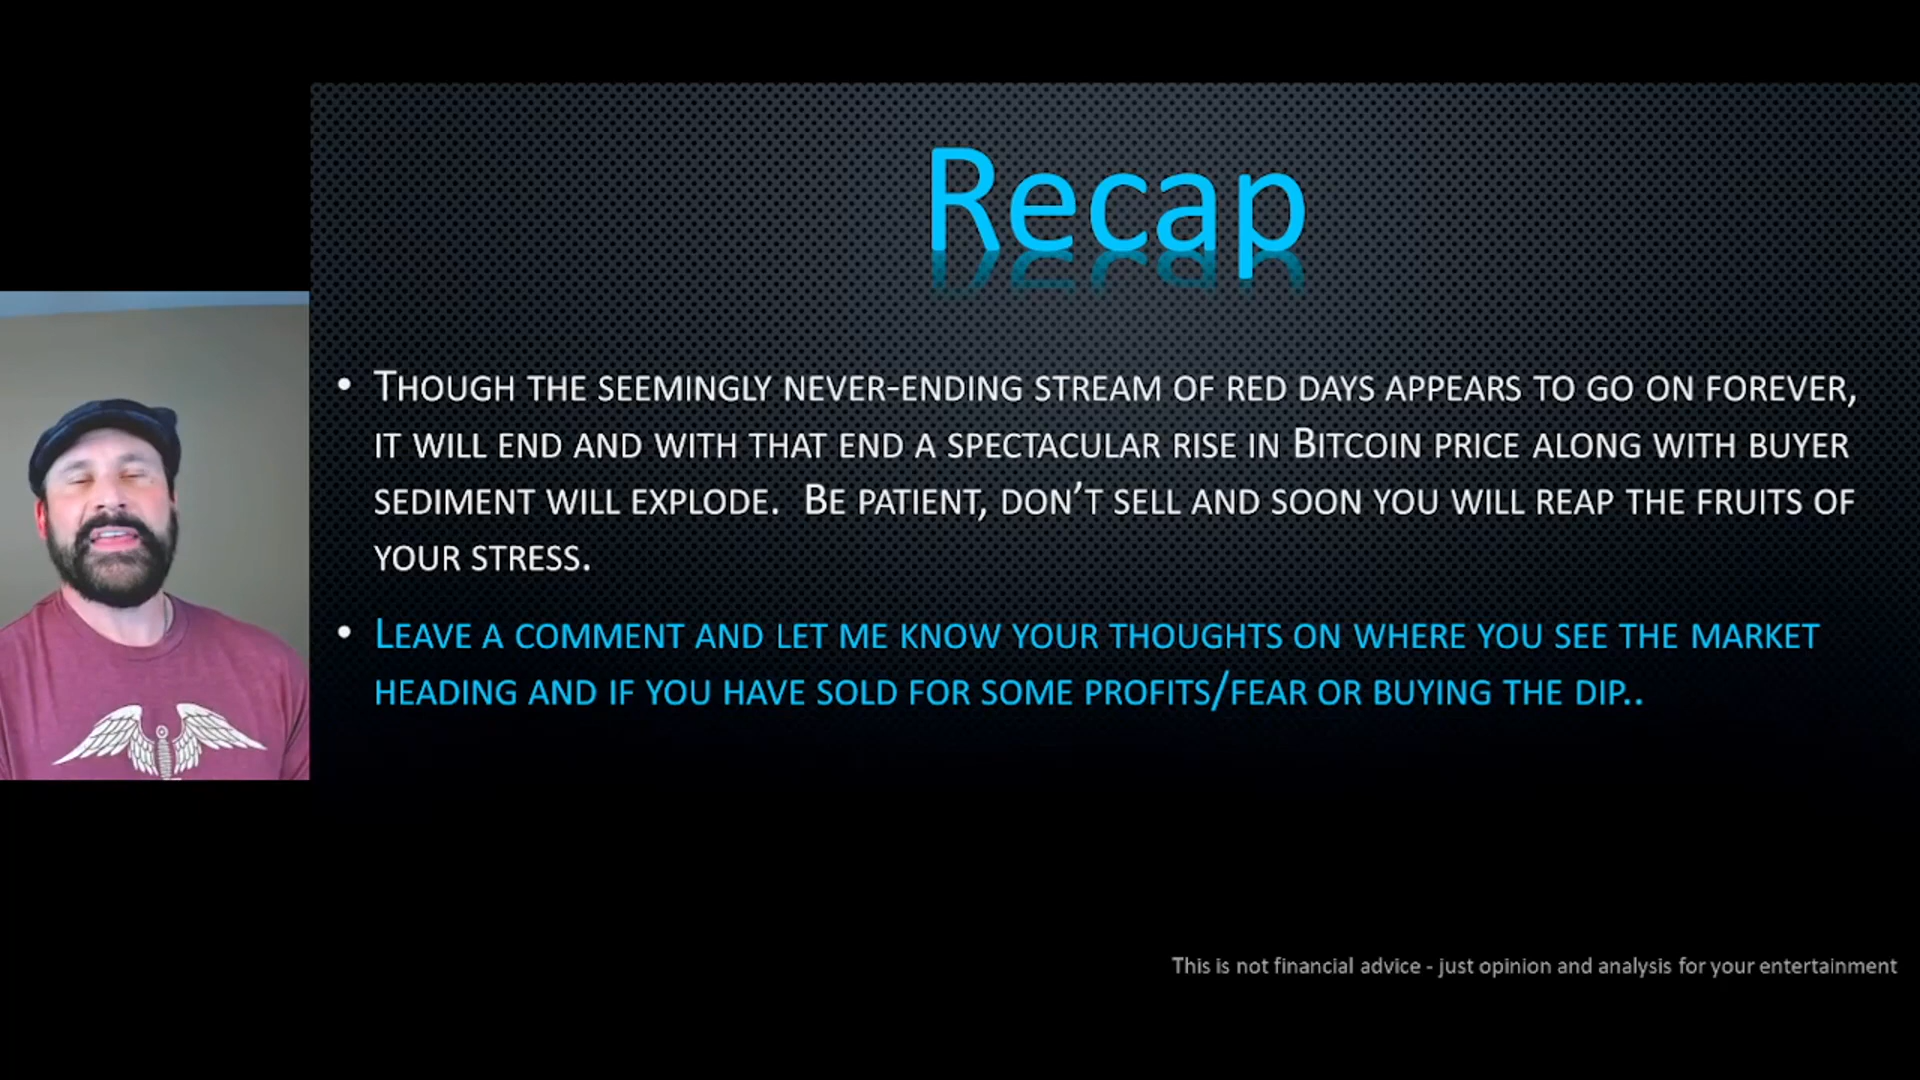 Recap
• Though the seemingly never-ending stream of red days appears to go on forever,
it will end and with that end a spectacular rise in Bitcoin price along with buyer
sediment will explode.  Be patient, don’t sell and soon you will reap the fruits of
your stress.
• Leave a comment and let me know your thoughts on where you see the market
heading and if you have sold for some profits/fear or buying the dip..
This is not financial advice - just opinion and analysis for your entertainment